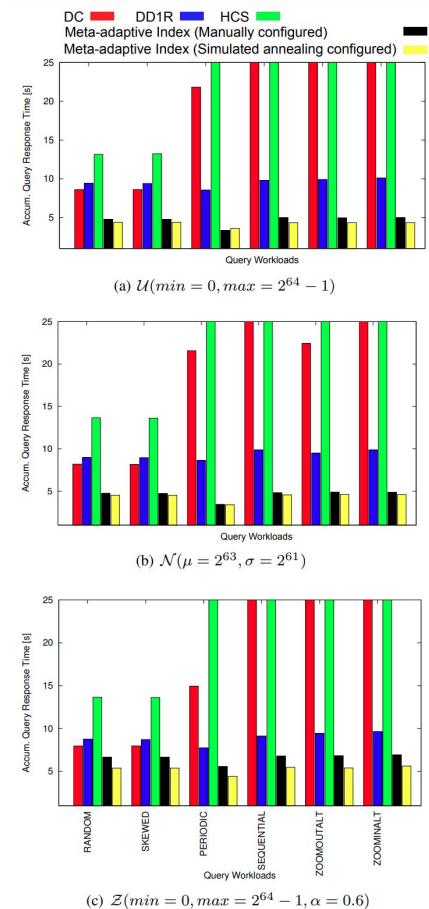 DC DD1R HCS
Meta-adaptive Index (Manually configured)
Meta-adaptive Index (Simulated annealing configured)
Accum. Query Response Time [s]
25
20
15
10
5
Query Workloads
(a) 𝒰(min = 0, max = 2^64 − 1)
Accum. Query Response Time [s]
25
20
15
10
5
Query Workloads
(b) 𝒩(μ = 2^63, σ = 2^61)
Accum. Query Response Time [s]
25
20
15
10
5
RANDOM
SKEWED
PERIODIC
SEQUENTIAL
ZOOMOUTALT
ZOOMINALT
Query Workloads
(c) 𝒵(min = 0, max = 2^64 − 1, α = 0.6)